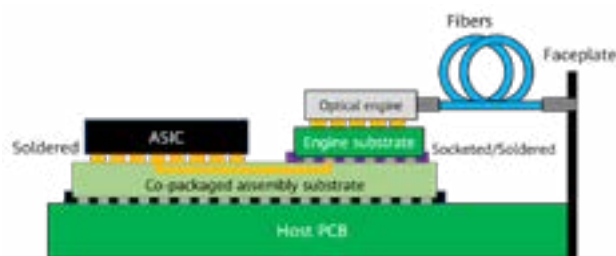 Fibers
Faceplate
Optical engine
ASIC
Engine substrate
Soldered
Socketed/Soldered
Co-packaged assembly substrate
Host PCB